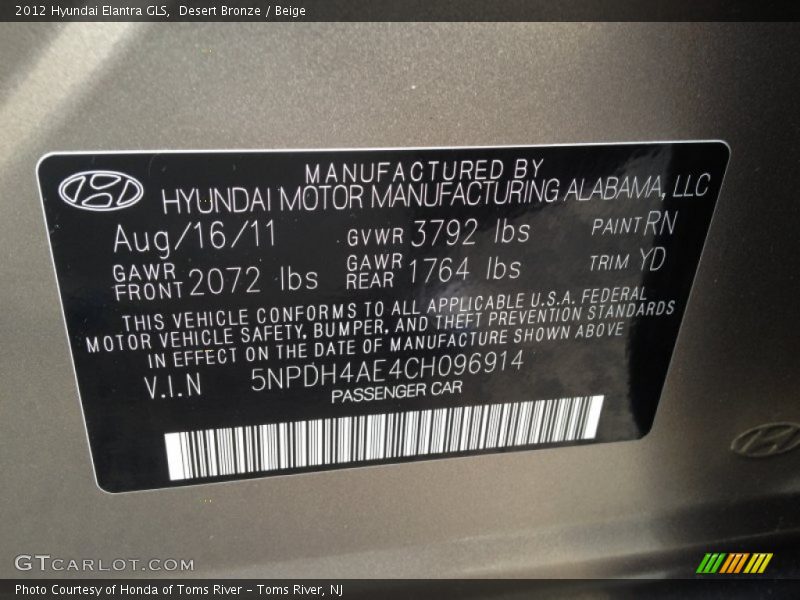 2012 Hyundai Elantra GLS, Desert Bronze / Beige
MANUFACTURED BY
HYUNDAI MOTOR MANUFACTURING ALABAMA, LLC
Aug/16/11 GVWR 3792 lbs PAINT RN
GAWR FRONT 2072 lbs GAWR REAR 1764 lbs TRIM YD
THIS VEHICLE CONFORMS TO ALL APPLICABLE U.S.A. FEDERAL
MOTOR VEHICLE SAFETY, BUMPER, AND THEFT PREVENTION STANDARDS
IN EFFECT ON THE DATE OF MANUFACTURE SHOWN ABOVE
V.I.N 5NPDH4AE4CH096914
PASSENGER CAR
GTCARLOT.COM
Photo Courtesy of Honda of Toms River - Toms River, NJ